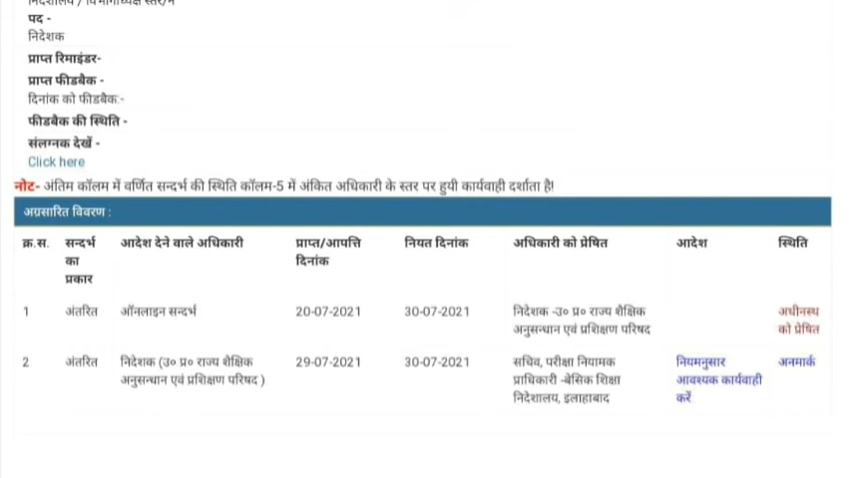 निदेशालय / विभागाध्यक्ष स्तर/न
पद -
निदेशक
प्राप्त रिमाइंडर-
प्राप्त फीडबैक -
दिनांक को फीडबैक:-
फीडबैक की स्थिति -
संलग्नक देखें -
Click here
नोट- अंतिम कॉलम में वर्णित सन्दर्भ की स्थिति कॉलम-5 में अंकित अधिकारी के स्तर पर हुयी कार्यवाही दर्शाता है!
अग्रसारित विवरण :
क्र.स. सन्दर्भ का प्रकार आदेश देने वाले अधिकारी प्राप्त/आपत्ति दिनांक नियत दिनांक अधिकारी को प्रेषित आदेश स्थिति
1 अंतरित ऑनलाइन सन्दर्भ 20-07-2021 30-07-2021 निदेशक -उ० प्र० राज्य शैक्षिक अनुसन्धान एवं प्रशिक्षण परिषद अधीनस्थ को प्रेषित
2 अंतरित निदेशक (उ० प्र० राज्य शैक्षिक अनुसन्धान एवं प्रशिक्षण परिषद ) 29-07-2021 30-07-2021 सचिव, परीक्षा नियामक प्राधिकारी -बेसिक शिक्षा निदेशालय, इलाहाबाद नियमनुसार आवश्यक कार्यवाही करें अनमार्क